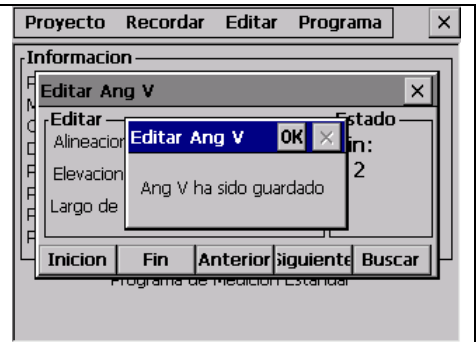 Proyecto Recordar Editar Programa
Informacion
Editar Ang V
Editar
Estado
Alineacion
Editar Ang V OK
in:
Elevacion
2
Ang V ha sido guardado
Largo de
Inicion Fin Anterior Siguiente Buscar
Programa de Medicion Estandar